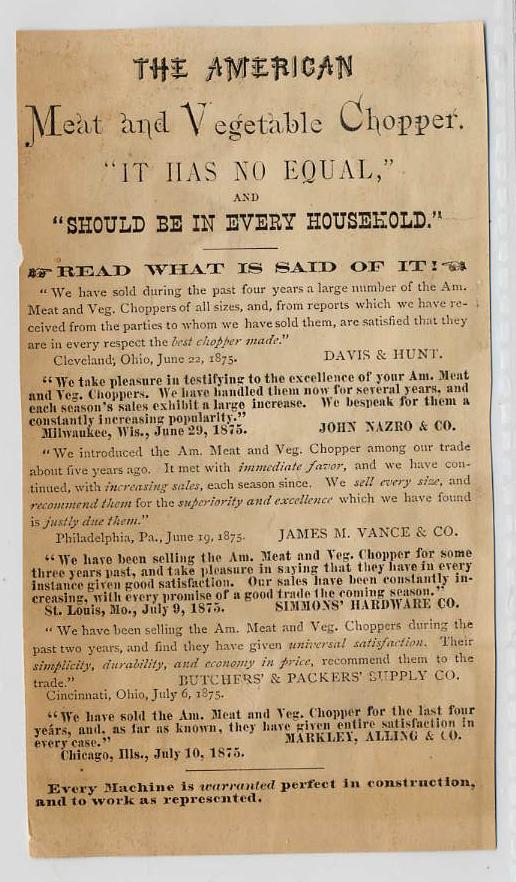 THE AMERICAN
Meat and Vegetable Chopper.
"IT HAS NO EQUAL,"
AND
"SHOULD BE IN EVERY HOUSEHOLD."
☞READ WHAT IS SAID OF IT!☜
"We have sold during the past four years a large number of the Am.
Meat and Veg. Choppers of all sizes, and, from reports which we have re-
ceived from the parties to whom we have sold them, are satisfied that they
are in every respect the best chopper made."
Cleveland, Ohio, June 22, 1875. DAVIS & HUNT.
"We take pleasure in testifying to the excellence of your Am. Meat
and Veg. Choppers. We have handled them now for several years, and
each season's sales exhibit a large increase. We bespeak for them a
constantly increasing popularity."
Milwaukee, Wis., June 29, 1875. JOHN NAZRO & CO.
"We introduced the Am. Meat and Veg. Chopper among our trade
about five years ago. It met with immediate favor, and we have con-
tinued, with increasing sales, each season since. We sell every size, and
recommend them for the superiority and excellence which we have found
is justly due them."
Philadelphia, Pa., June 19, 1875. JAMES M. VANCE & CO.
"We have been selling the Am. Meat and Veg. Chopper for some
three years past, and take pleasure in saying that they have in every
instance given good satisfaction. Our sales have been constantly in-
creasing, with every promise of a good trade the coming season."
St. Louis, Mo., July 9, 1875. SIMMONS' HARDWARE CO.
"We have been selling the Am. Meat and Veg. Choppers during the
past two years, and find they have given universal satisfaction. Their
simplicity, durability, and economy in price, recommend them to the
trade." BUTCHERS' & PACKERS' SUPPLY CO.
Cincinnati, Ohio, July 6, 1875.
"We have sold the Am. Meat and Veg. Chopper for the last four
years, and, as far as known, they have given entire satisfaction in
every case." MARKLEY, ALLING & CO.
Chicago, Ills., July 10, 1875.
Every Machine is warranted perfect in construction,
and to work as represented.